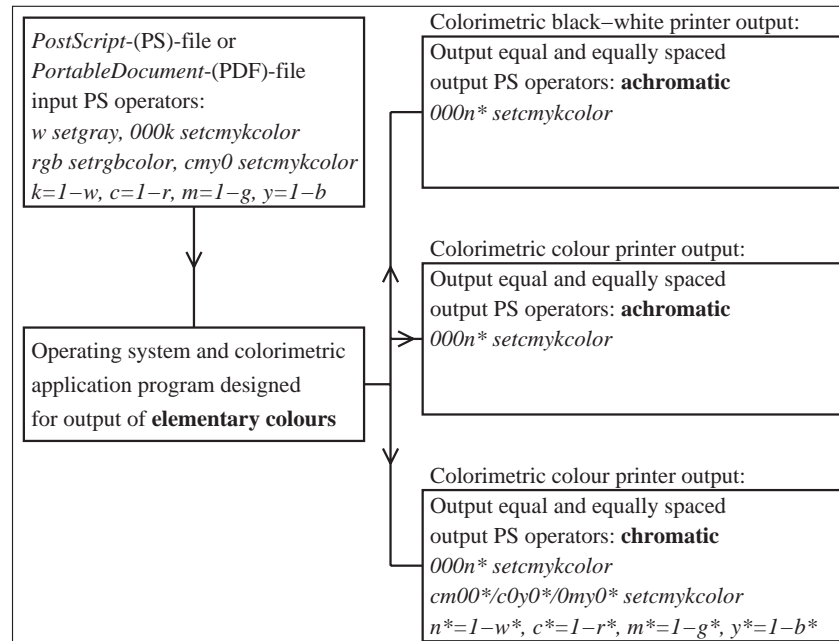 PostScript-(PS)-file or
PortableDocument-(PDF)-file
input PS operators:
w setgray, 000k setcmykcolor
rgb setrgbcolor, cmy0 setcmykcolor
k=1−w, c=1−r, m=1−g, y=1−b
Operating system and colorimetric
application program designed
for output of elementary colours
Colorimetric black−white printer output:
Output equal and equally spaced
output PS operators: achromatic
000n* setcmykcolor
Colorimetric colour printer output:
Output equal and equally spaced
output PS operators: achromatic
000n* setcmykcolor
Colorimetric colour printer output:
Output equal and equally spaced
output PS operators: chromatic
000n* setcmykcolor
cm00*/c0y0*/0my0* setcmykcolor
n*=1−w*, c*=1−r*, m*=1−g*, y*=1−b*